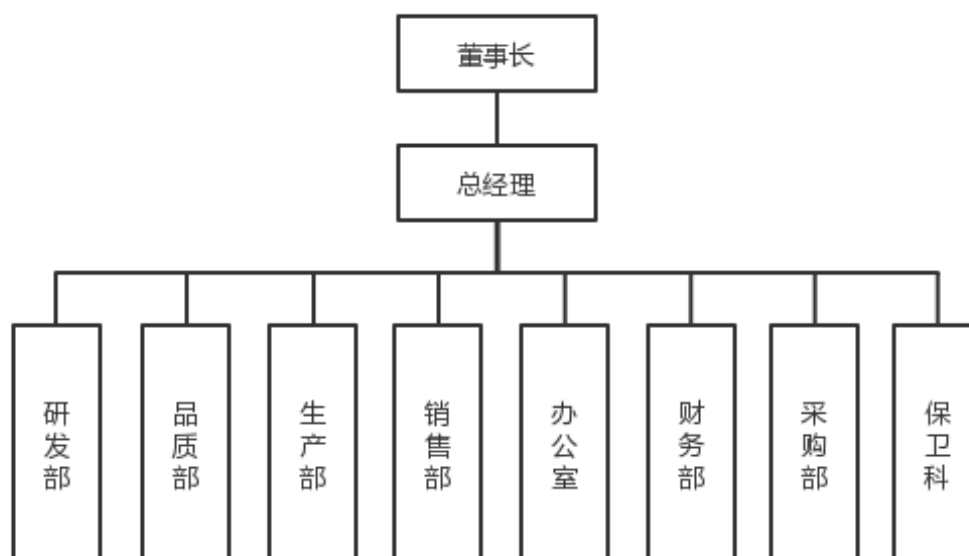 董事长
总经理
研发部
品质部
生产部
销售部
办公室
财务部
采购部
保卫科